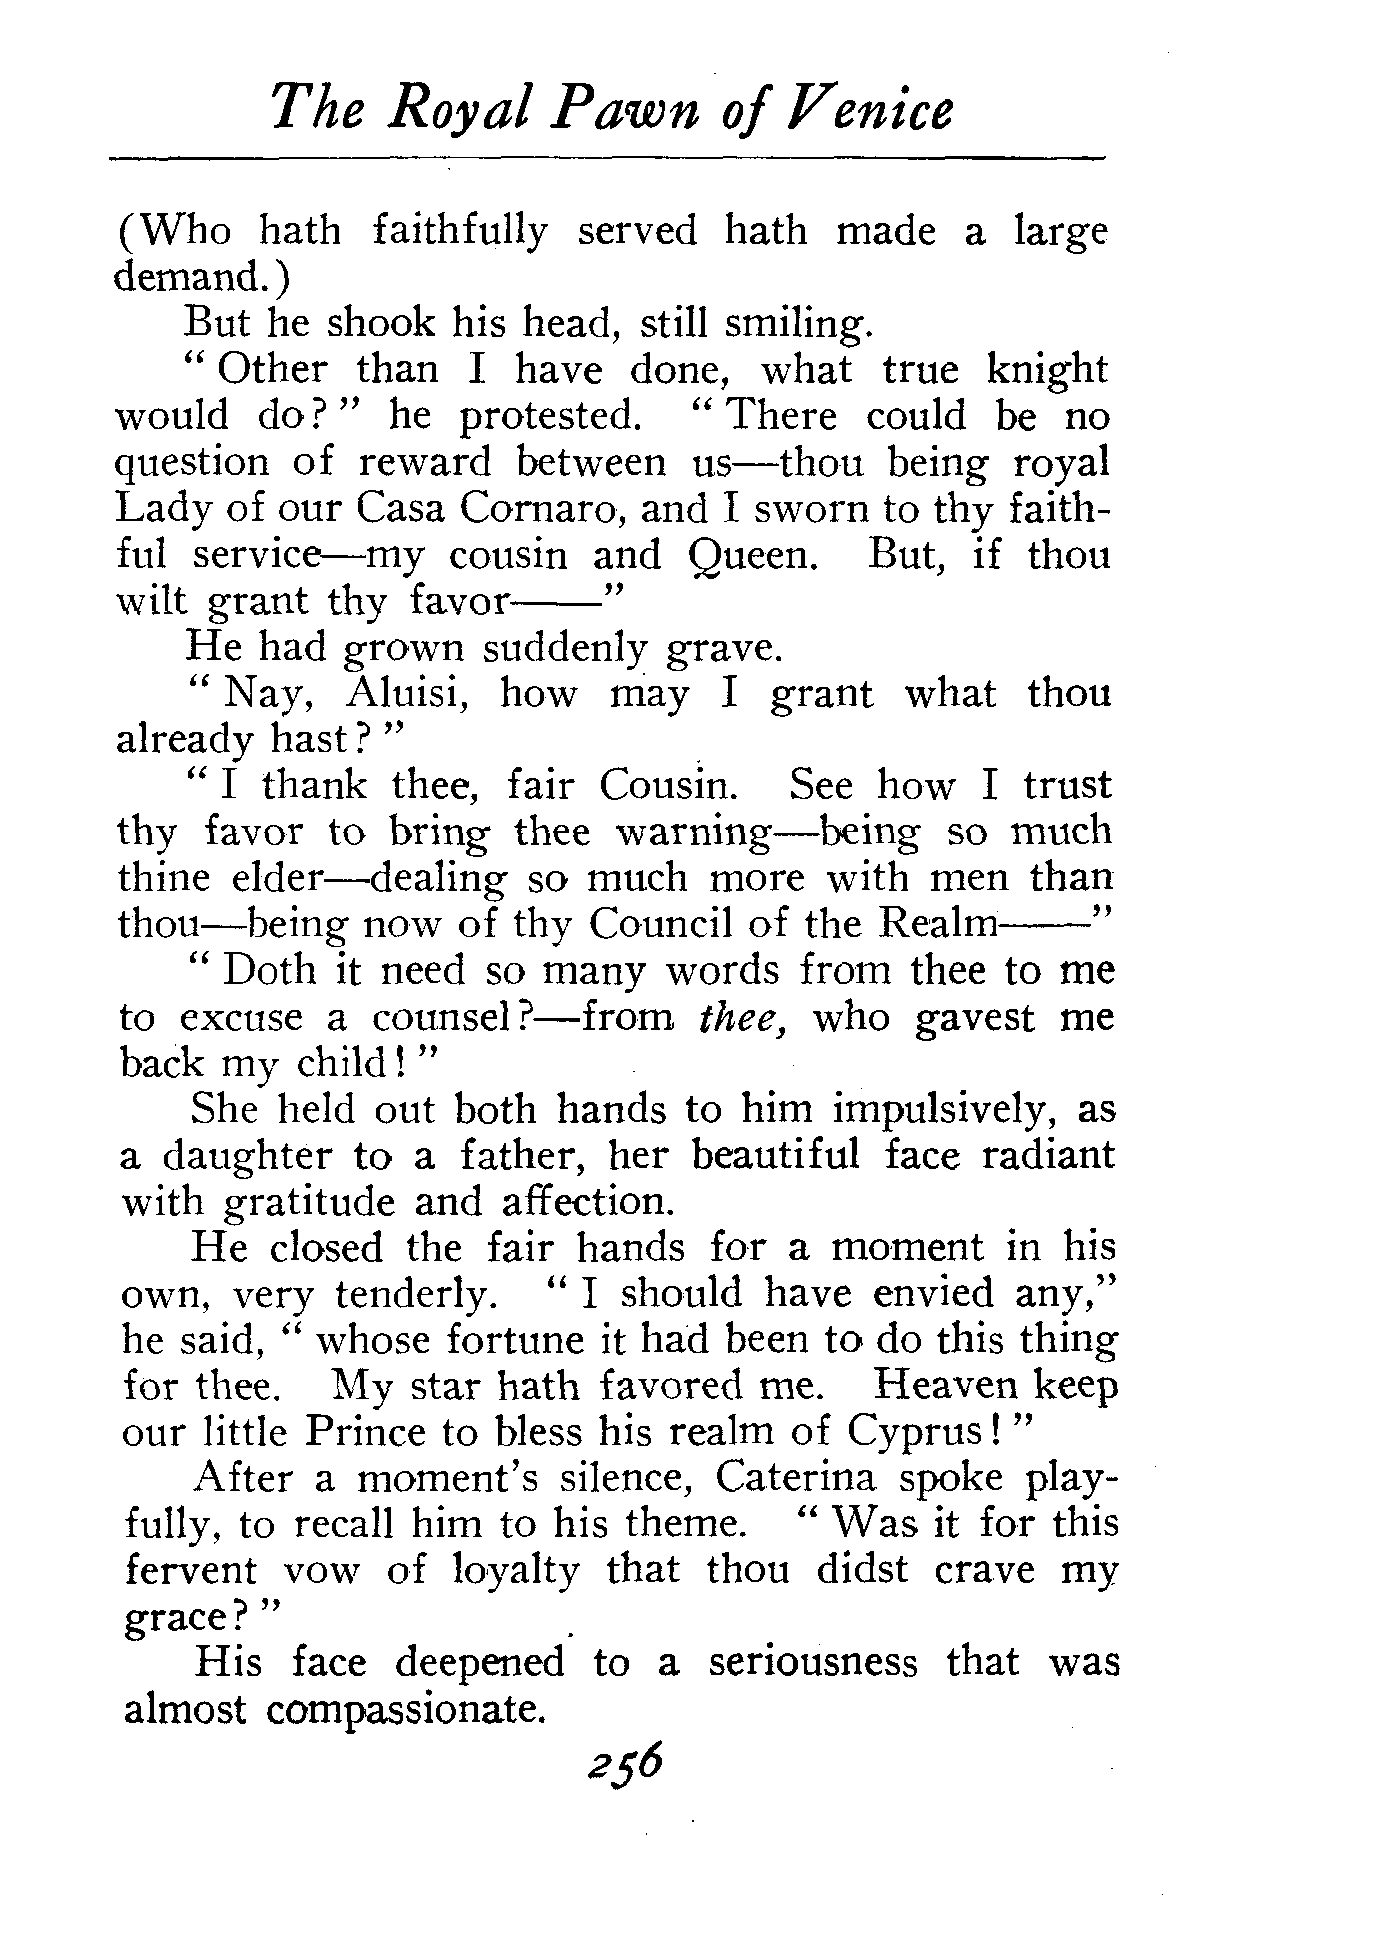 The Royal Pawn of Venice
(Who hath faithfully served hath made a large
demand.)
But he shook his head, still smiling.
" Other than I have done, what true knight
would do? " he protested. " There could be no
question of reward between us—thou being royal
Lady of our Casa Cornaro, and I sworn to thy faith-
ful service—my cousin and Queen. But, if thou
wilt grant thy favor——"
He had grown suddenly grave.
" Nay, Aluisi, how may I grant what thou
already hast? "
" I thank thee, fair Cousin. See how I trust
thy favor to bring thee warning—being so much
thine elder—dealing so much more with men than
thou—being now of thy Council of the Realm——"
" Doth it need so many words from thee to me
to excuse a counsel?—from thee, who gavest me
back my child! "
She held out both hands to him impulsively, as
a daughter to a father, her beautiful face radiant
with gratitude and affection.
He closed the fair hands for a moment in his
own, very tenderly. " I should have envied any,"
he said, " whose fortune it had been to do this thing
for thee. My star hath favored me. Heaven keep
our little Prince to bless his realm of Cyprus! "
After a moment's silence, Caterina spoke play-
fully, to recall him to his theme. " Was it for this
fervent vow of loyalty that thou didst crave my
grace? "
His face deepened to a seriousness that was
almost compassionate.
256